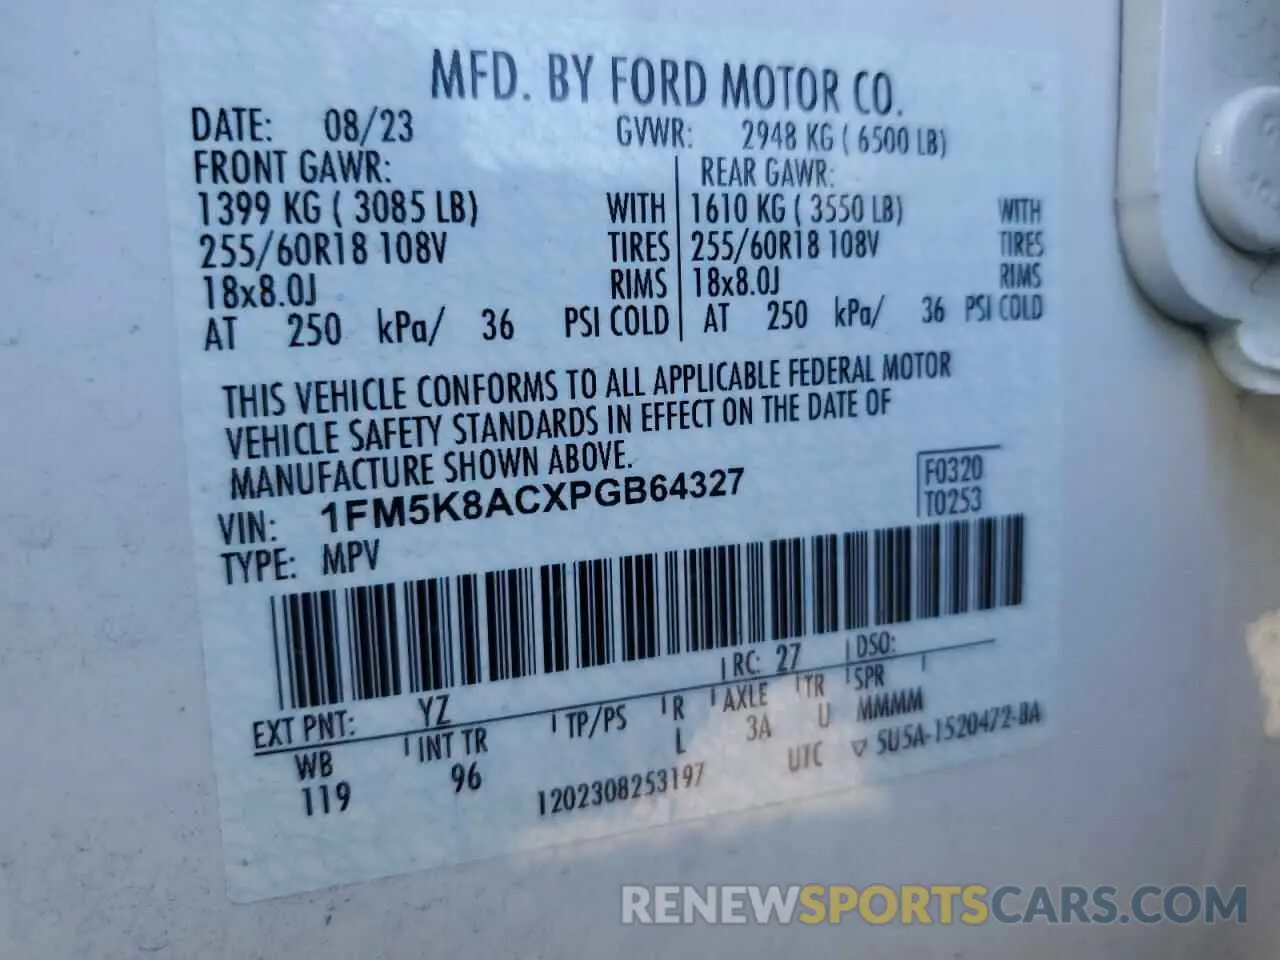 MFD. BY FORD MOTOR CO.
DATE: 08/23 GVWR: 2948 KG ( 6500 LB)
FRONT GAWR: REAR GAWR:
1399 KG ( 3085 LB) WITH 1610 KG ( 3550 LB) WITH
255/60R18 108V TIRES 255/60R18 108V TIRES
18x8.0J RIMS 18x8.0J RIMS
AT 250 kPa/ 36 PSI COLD AT 250 kPa/ 36 PSI COLD
THIS VEHICLE CONFORMS TO ALL APPLICABLE FEDERAL MOTOR
VEHICLE SAFETY STANDARDS IN EFFECT ON THE DATE OF
MANUFACTURE SHOWN ABOVE.
VIN: 1FM5K8ACXPGB64327 F0320
TYPE: MPV T0253
EXT PNT: YZ RC: 27 DSO:
WB INT TR TP/PS R AXLE TR SPR
119 96 L 3A U MMMM
1202308253197 UTC ▽ 5U5A-1520472-BA
RENEWSPORTSCARS.COM